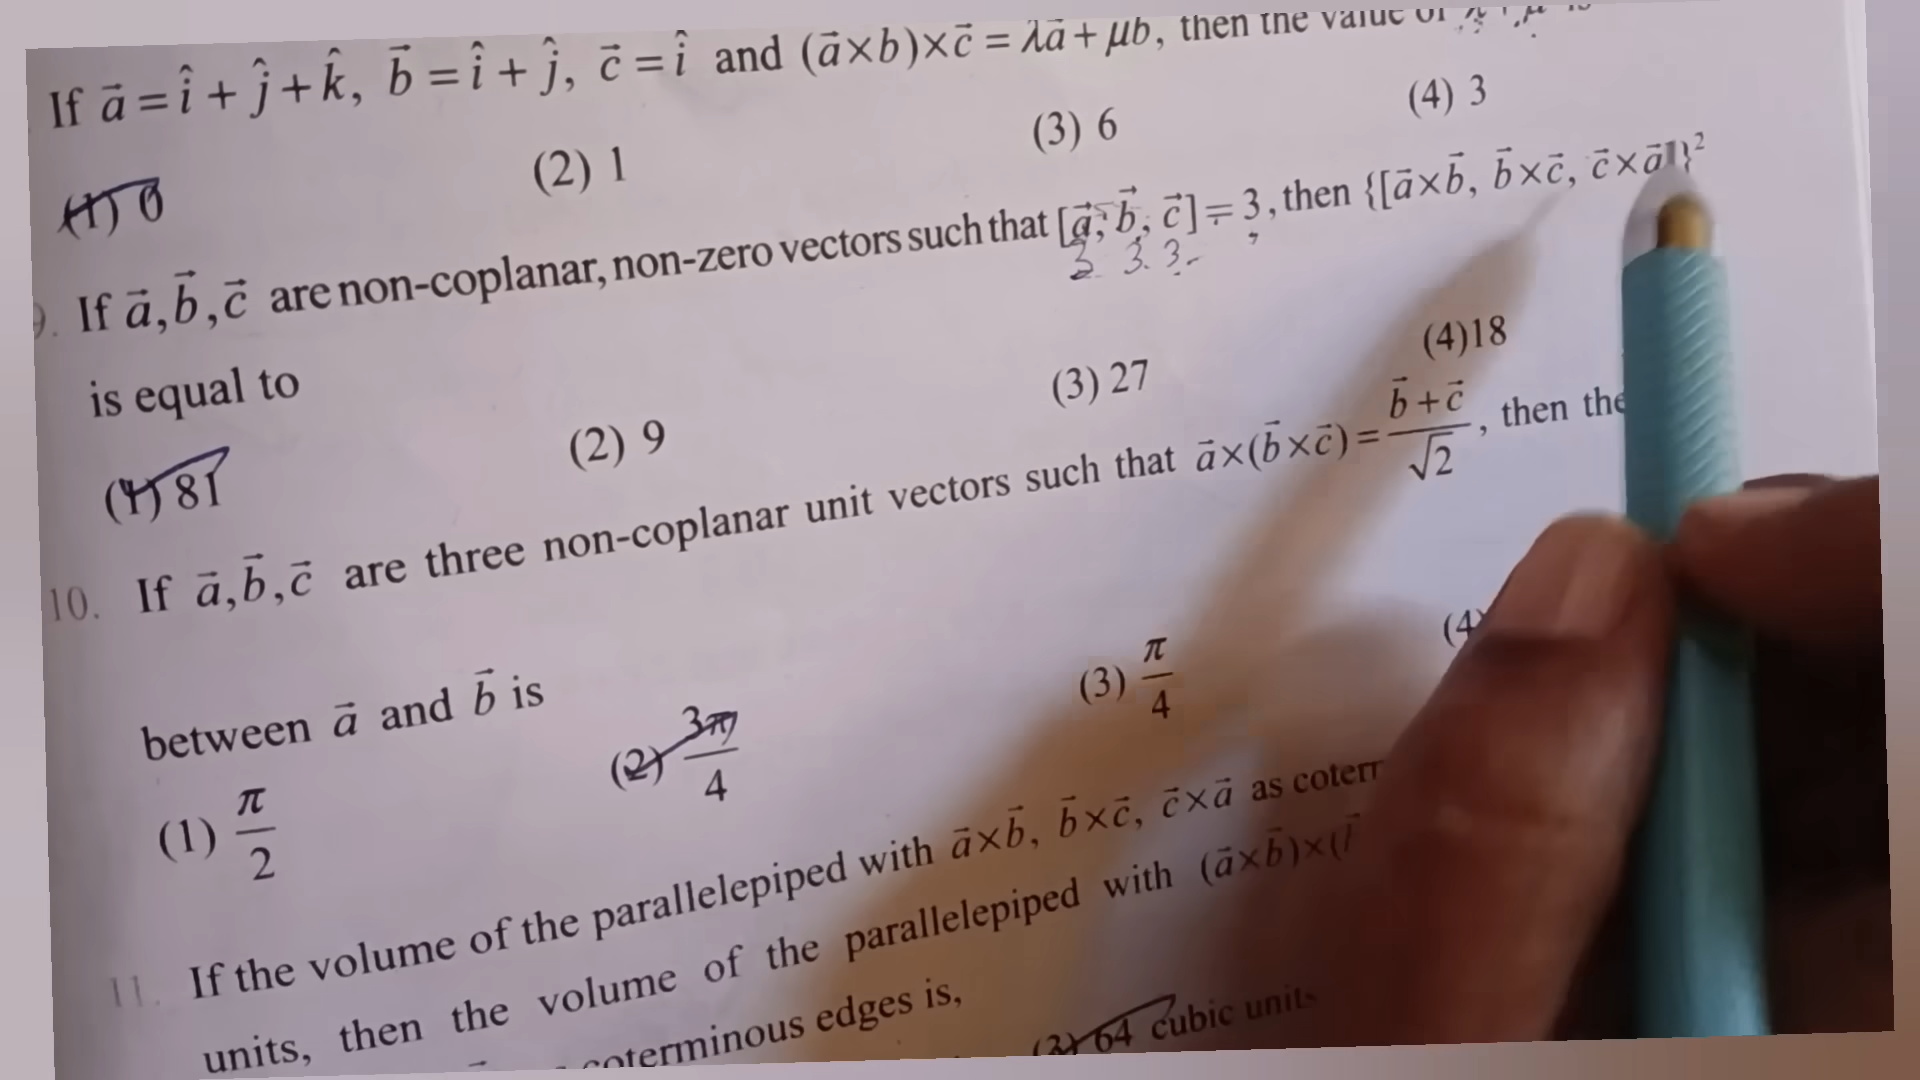 If a⃗ = î + ĵ + k̂, b⃗ = î + ĵ, c⃗ = î and (a⃗×b)×c⃗ = λa⃗ + μb, then the value of λ + μ is
(1) 0 (2) 1 (3) 6 (4) 3
9. If a⃗, b⃗, c⃗ are non-coplanar, non-zero vectors such that [a⃗, b⃗, c⃗] = 3, then {[a⃗×b⃗, b⃗×c⃗, c⃗×a⃗]}²
3 3 3
is equal to
(1) 81 (2) 9 (3) 27 (4)18
10. If a⃗, b⃗, c⃗ are three non-coplanar unit vectors such that a⃗×(b⃗×c⃗) = (b⃗+c⃗)/√2, then the
between a⃗ and b⃗ is
(1) π/2 (2) 3π/4 (3) π/4 (4)
11. If the volume of the parallelepiped with a⃗×b⃗, b⃗×c⃗, c⃗×a⃗ as
units, then the volume of the parallelepiped with (a⃗×b⃗)×(
coterminous edges is,
64 cubic units